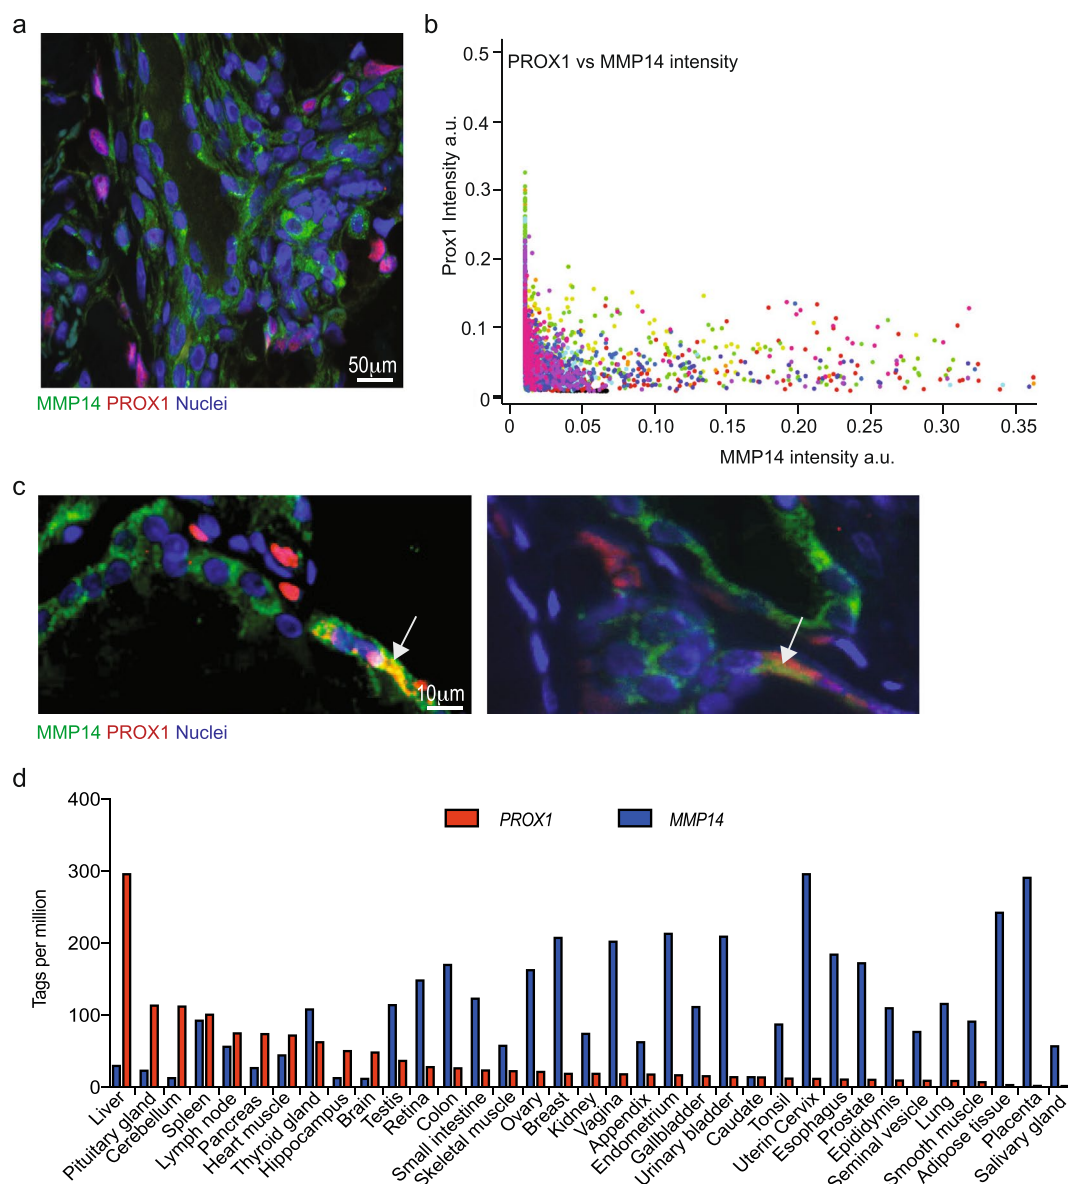 a
50μm
MMP14 PROX1 Nuclei
b
PROX1 vs MMP14 intensity
Prox1 Intensity a.u.
0.5
0.4
0.3
0.2
0.1
0
0 0.05 0.10 0.15 0.20 0.25 0.30 0.35
MMP14 intensity a.u.
c
10μm
MMP14 PROX1 Nuclei
d
PROX1 MMP14
Tags per million
400
300
200
100
0
Liver
Pituitary gland
Cerebellum
Spleen
Lymph node
Pancreas
Heart muscle
Thyroid gland
Hippocampus
Brain
Testis
Retina
Colon
Small intestine
Skeletal muscle
Ovary
Breast
Kidney
Vagina
Appendix
Endometrium
Gallbladder
Urinary bladder
Caudate
Tonsil
Uterin Cervix
Esophagus
Prostate
Epididymis
Seminal vesicle
Lung
Smooth muscle
Adipose tissue
Placenta
Salivary gland